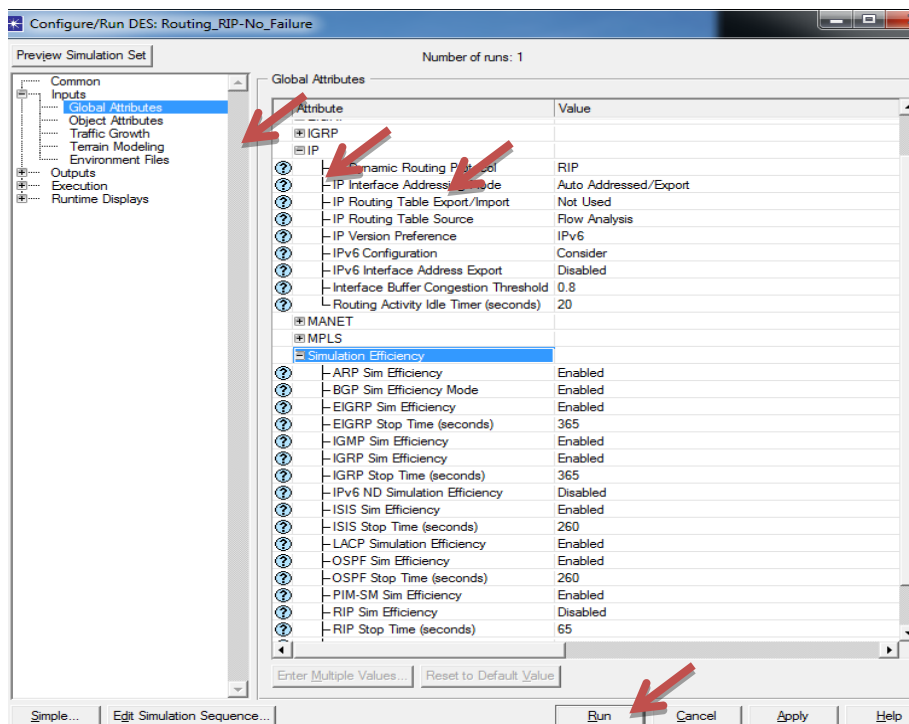 Configure/Run DES: Routing_RIP-No_Failure
Preview Simulation Set
Number of runs: 1
Common
Inputs
Global Attributes
Object Attributes
Traffic Growth
Terrain Modeling
Environment Files
Outputs
Execution
Runtime Displays
Global Attributes
Attribute Value
IGRP
IP
Dynamic Routing RIP
IP Interface Auto Addressed/Export
IP Routing Table Export/Import Not Used
IP Routing Table Source Flow Analysis
IP Version Preference IPv6
IPv6 Configuration Consider
IPv6 Interface Address Export Disabled
Interface Buffer Congestion Threshold 0.8
Routing Activity Idle Timer (seconds) 20
MANET
MPLS
Simulation Efficiency
ARP Sim Efficiency Enabled
BGP Sim Efficiency Mode Enabled
EIGRP Sim Efficiency Enabled
EIGRP Stop Time (seconds) 365
IGMP Sim Efficiency Enabled
IGRP Sim Efficiency Enabled
IGRP Stop Time (seconds) 365
IPv6 ND Simulation Efficiency Disabled
ISIS Sim Efficiency Enabled
ISIS Stop Time (seconds) 260
LACP Simulation Efficiency Enabled
OSPF Sim Efficiency Enabled
OSPF Stop Time (seconds) 260
PIM-SM Sim Efficiency Enabled
RIP Sim Efficiency Disabled
RIP Stop Time (seconds) 65
Enter Multiple Values... Reset to Default Value
Simple... Edit Simulation Sequence... Run Cancel Apply Help